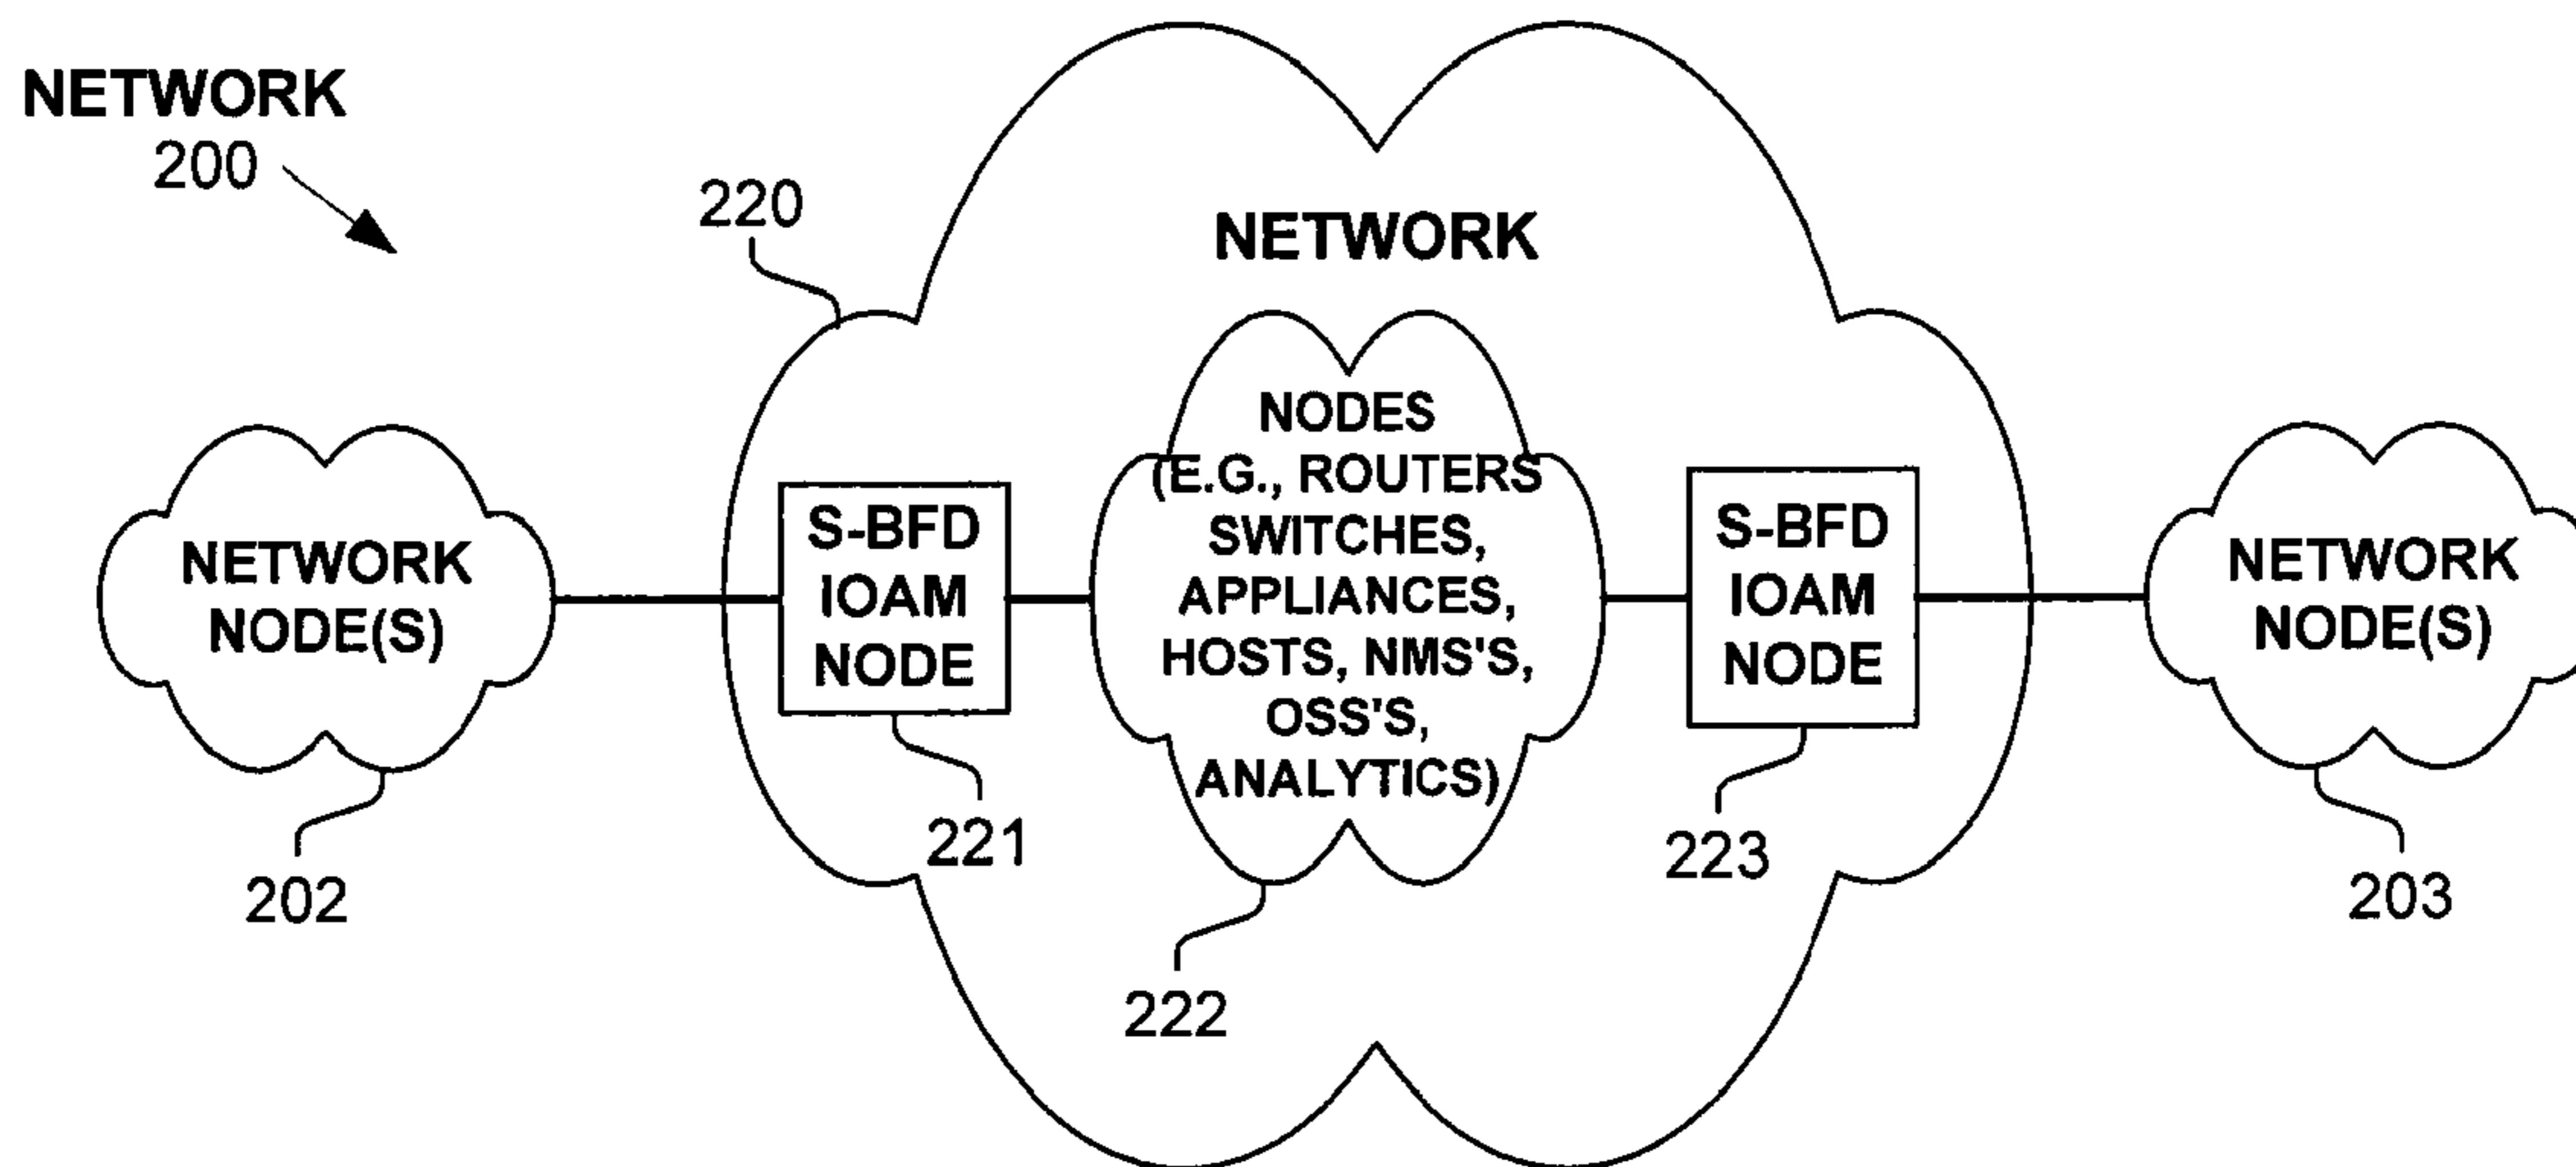 NETWORK
200
220
NETWORK
NETWORK
NODE(S)
202
S-BFD
IOAM
NODE
221
NODES
(E.G., ROUTERS
SWITCHES,
APPLIANCES,
HOSTS, NMS'S,
OSS'S,
ANALYTICS)
222
S-BFD
IOAM
NODE
223
NETWORK
NODE(S)
203